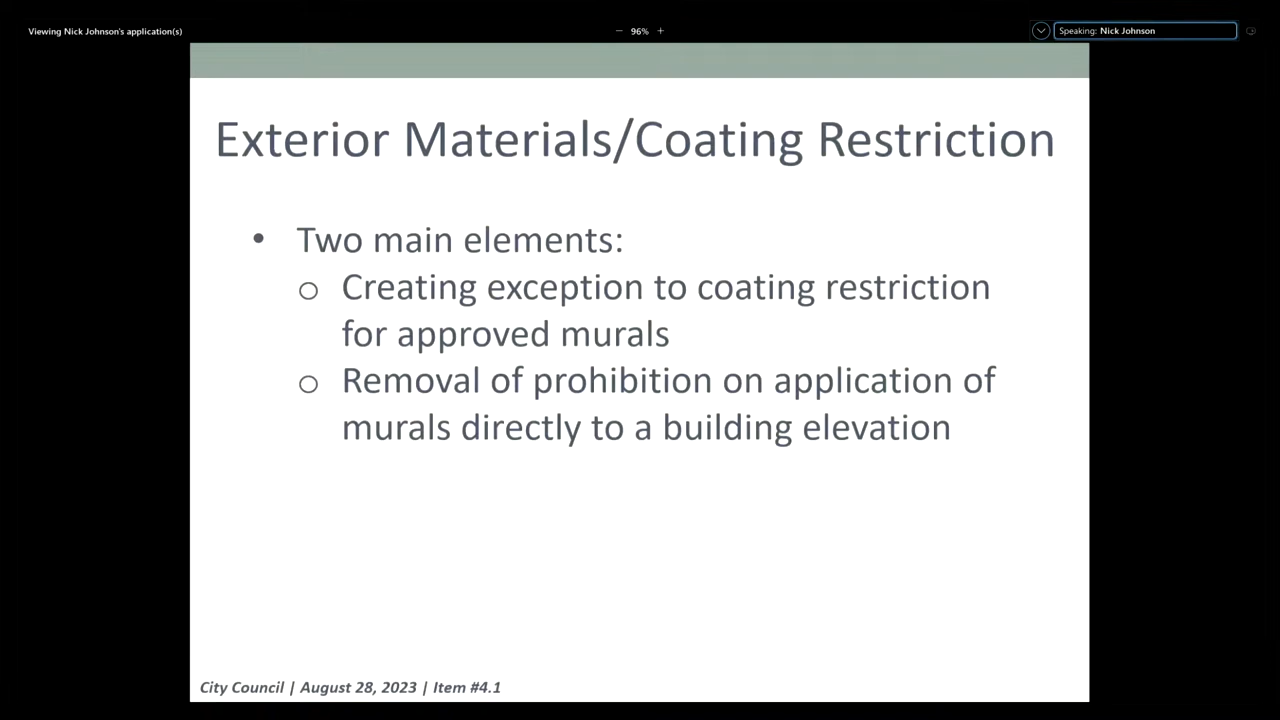 Viewing Nick Johnson's application(s)
− 96% +
Speaking: Nick Johnson
Exterior Materials/Coating Restriction
• Two main elements:
o Creating exception to coating restriction
for approved murals
o Removal of prohibition on application of
murals directly to a building elevation
City Council | August 28, 2023 | Item #4.1